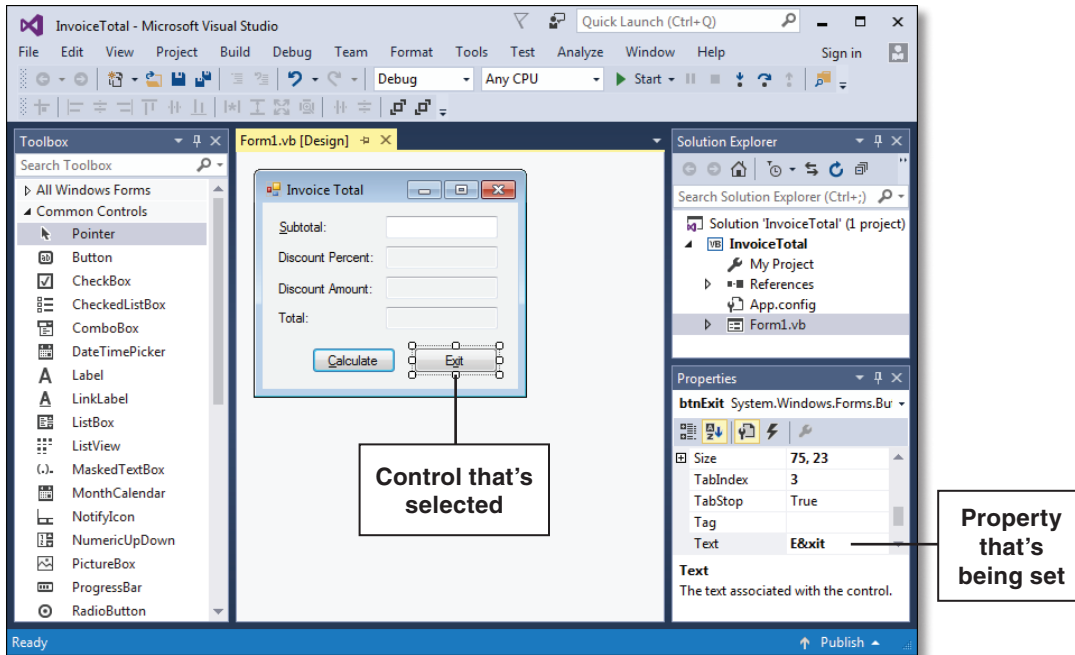 InvoiceTotal - Microsoft Visual Studio
Quick Launch (Ctrl+Q)
File Edit View Project Build Debug Team Format Tools Test Analyze Window Help Sign in
Debug Any CPU Start
Toolbox
Search Toolbox
All Windows Forms
Common Controls
Pointer
Button
CheckBox
CheckedListBox
ComboBox
DateTimePicker
Label
LinkLabel
ListBox
ListView
MaskedTextBox
MonthCalendar
NotifyIcon
NumericUpDown
PictureBox
ProgressBar
RadioButton
Form1.vb [Design]
Invoice Total
Subtotal:
Discount Percent:
Discount Amount:
Total:
Calculate Exit
Control that's
selected
Solution Explorer
Search Solution Explorer (Ctrl+;)
Solution 'InvoiceTotal' (1 project)
VB InvoiceTotal
My Project
References
App.config
Form1.vb
Properties
btnExit System.Windows.Forms.But
Size 75, 23
TabIndex 3
TabStop True
Tag
Text E&xit
Text
The text associated with the control.
Property
that's
being set
Ready
Publish